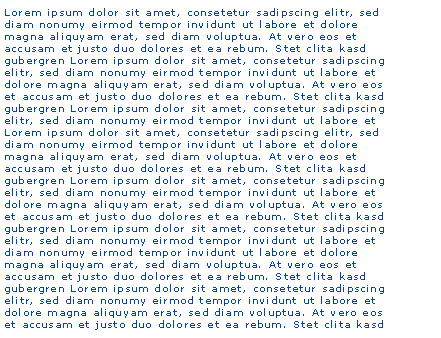 Lorem ipsum dolor sit amet, consetetur sadipscing elitr, sed
diam nonumy eirmod tempor invidunt ut labore et dolore
magna aliquyam erat, sed diam voluptua. At vero eos et
accusam et justo duo dolores et ea rebum. Stet clita kasd
gubergren Lorem ipsum dolor sit amet, consetetur sadipscing
elitr, sed diam nonumy eirmod tempor invidunt ut labore et
dolore magna aliquyam erat, sed diam voluptua. At vero eos
et accusam et justo duo dolores et ea rebum. Stet clita kasd
gubergren Lorem ipsum dolor sit amet, consetetur sadipscing
elitr, sed diam nonumy eirmod tempor invidunt ut labore et
Lorem ipsum dolor sit amet, consetetur sadipscing elitr, sed
diam nonumy eirmod tempor invidunt ut labore et dolore
magna aliquyam erat, sed diam voluptua. At vero eos et
accusam et justo duo dolores et ea rebum. Stet clita kasd
gubergren Lorem ipsum dolor sit amet, consetetur sadipscing
elitr, sed diam nonumy eirmod tempor invidunt ut labore et
dolore magna aliquyam erat, sed diam voluptua. At vero eos
et accusam et justo duo dolores et ea rebum. Stet clita kasd
gubergren Lorem ipsum dolor sit amet, consetetur sadipscing
elitr, sed diam nonumy eirmod tempor invidunt ut labore et
diam nonumy eirmod tempor invidunt ut labore et dolore
magna aliquyam erat, sed diam voluptua. At vero eos et
accusam et justo duo dolores et ea rebum. Stet clita kasd
gubergren Lorem ipsum dolor sit amet, consetetur sadipscing
elitr, sed diam nonumy eirmod tempor invidunt ut labore et
dolore magna aliquyam erat, sed diam voluptua. At vero eos
et accusam et justo duo dolores et ea rebum. Stet clita kasd